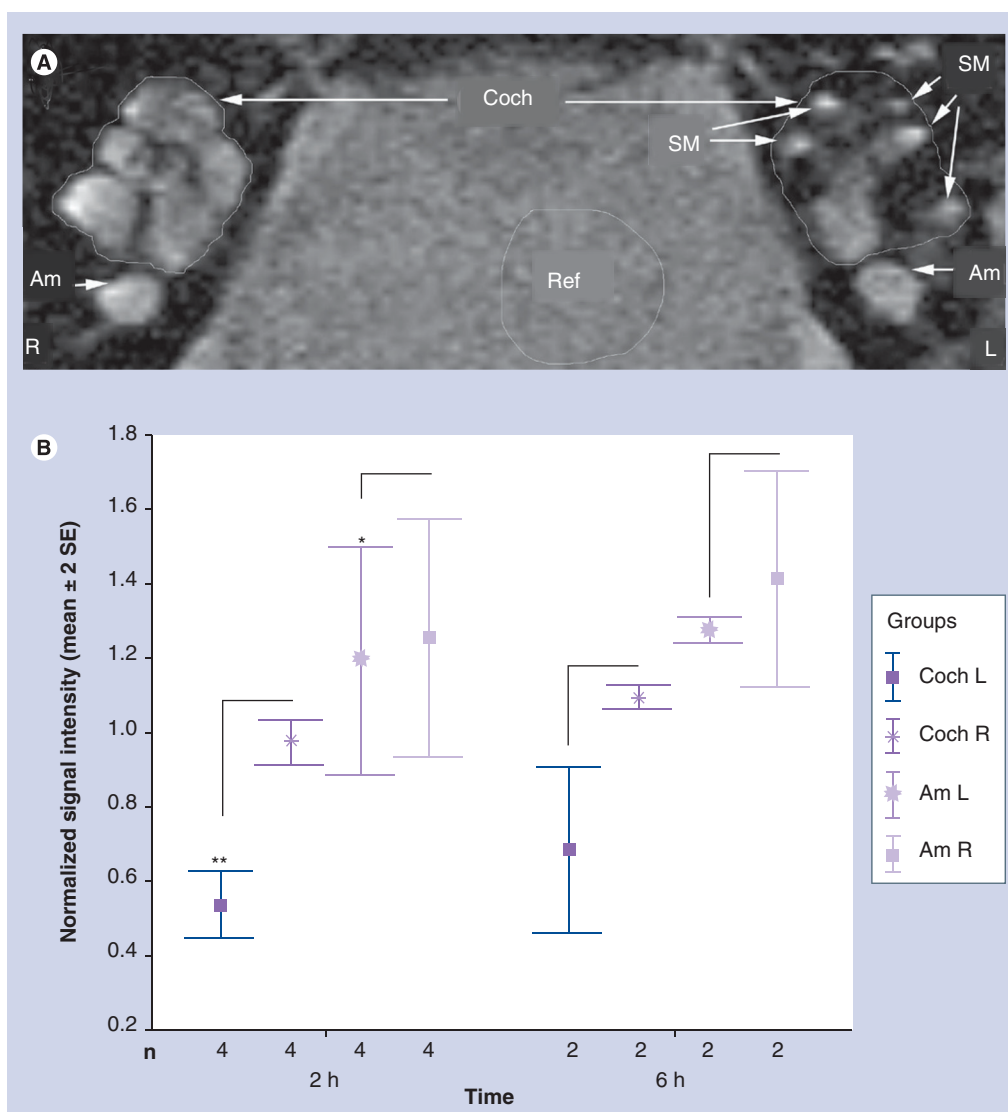 A
Coch
SM
SM
Am
Ref
Am
R
L
B
Normalized signal intensity (mean ± 2 SE)
1.8
1.6
1.4
1.2
1.0
0.8
0.6
0.4
0.2
**
*
Groups
Coch L
Coch R
Am L
Am R
n 4 4 4 4 2 2 2 2
2 h 6 h
Time